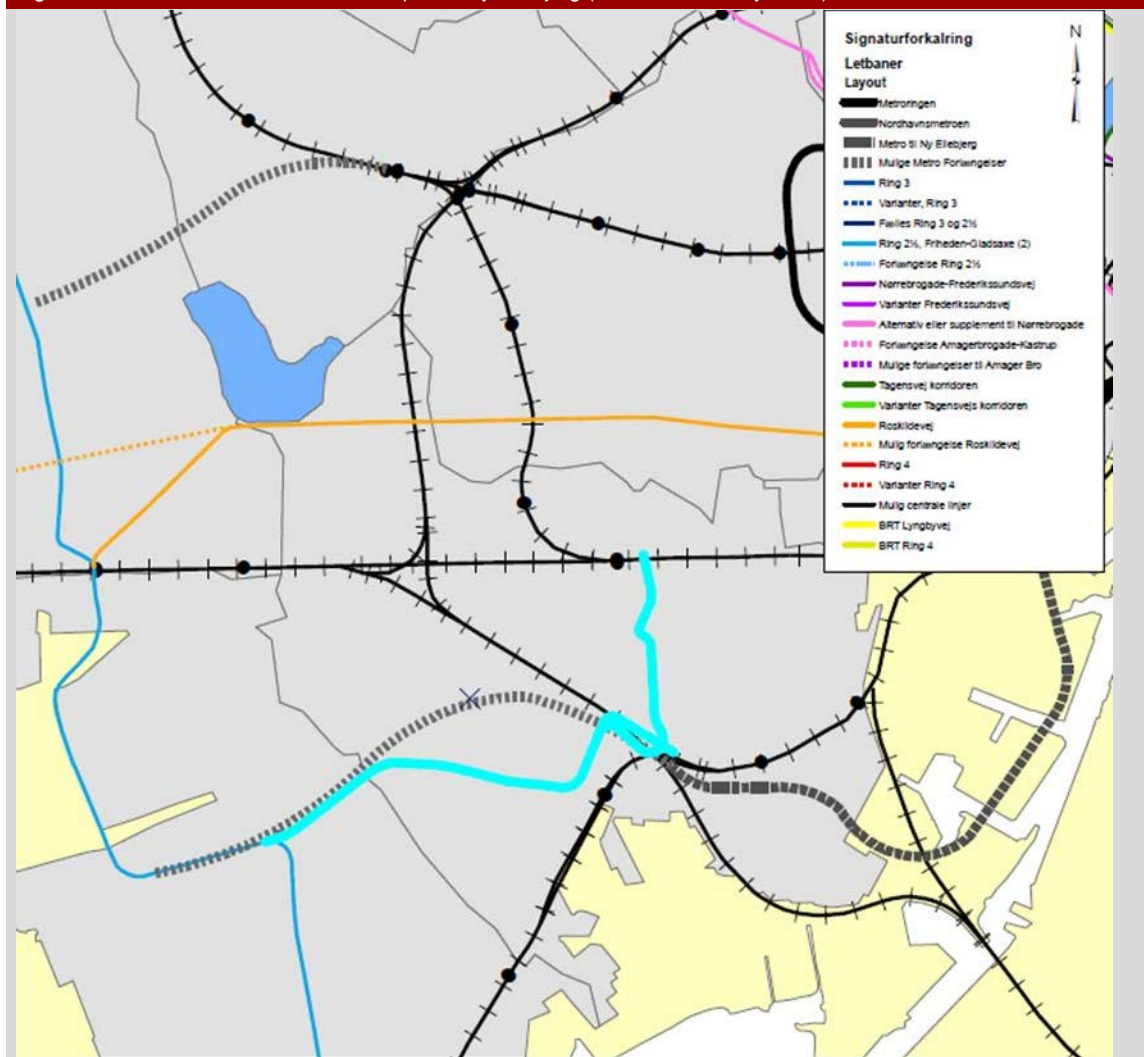 Signaturforkalring
N
Letbaner
Layout
Metroringen
Nordhavnsmetroen
Metro til Ny Ellebjerg
Mulige Metro Forlængelser
Ring 3
Varianter, Ring 3
Fælles Ring 3 og 2½
Ring 2½, Friheden-Gladsaxe (2)
Forlængelse Ring 2½
Nørrebrogade-Frederikssundsvej
Varianter Frederikssundsvej
Alternativ eller supplement til Nørrebrogade
Forlængelse Amagerbrogade-Kastrup
Mulige forlængelser til Amager Bro
Tagensvej korridoren
Varianter Tagensvejs korridoren
Roskildevej
Mulig forlængelse Roskildevej
Ring 4
Varianter Ring 4
Mulig centrale linjer
BRT Lyngbyvej
BRT Ring 4